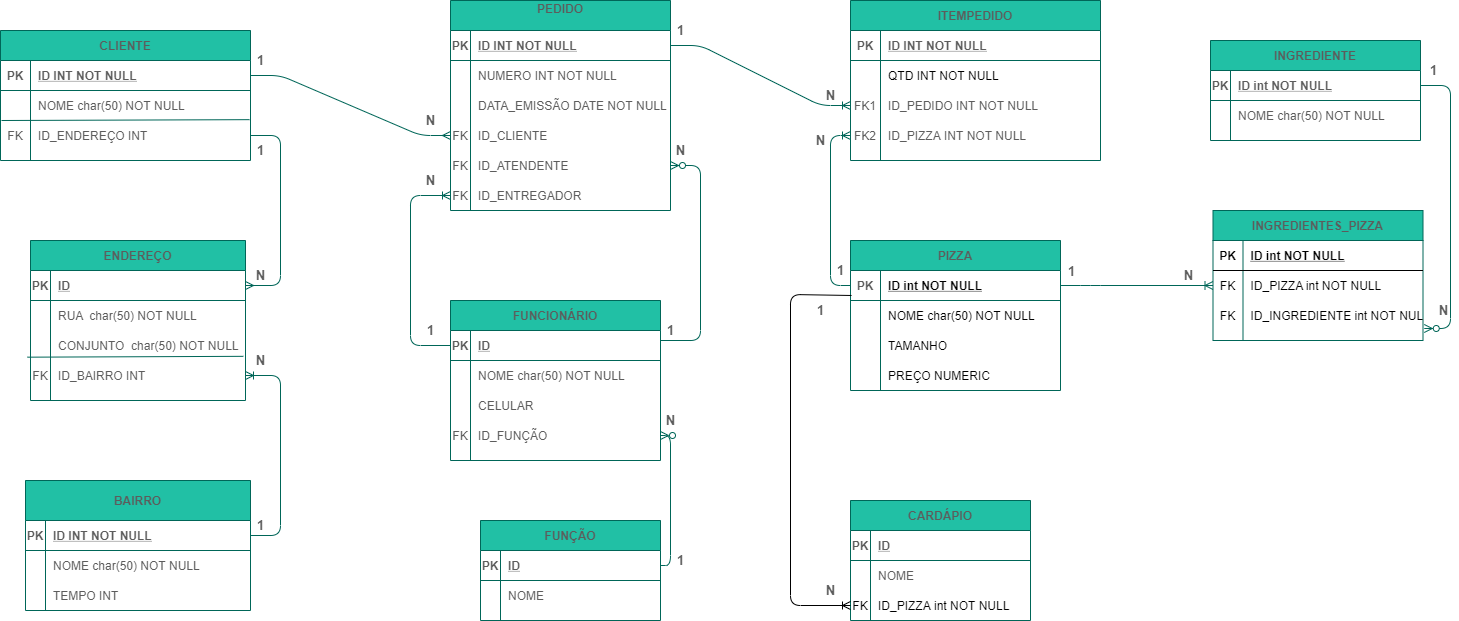 CLIENTE
PK ID INT NOT NULL
NOME char(50) NOT NULL
FK ID_ENDEREÇO INT
1
1
N
ENDEREÇO
PK ID
RUA char(50) NOT NULL
CONJUNTO char(50) NOT NULL
FK ID_BAIRRO INT
N
N
BAIRRO
PK ID INT NOT NULL
NOME char(50) NOT NULL
TEMPO INT
1
PEDIDO
PK ID INT NOT NULL
NUMERO INT NOT NULL
DATA_EMISSÃO DATE NOT NULL
FK ID_CLIENTE
FK ID_ATENDENTE
FK ID_ENTREGADOR
1
N
N
FUNCIONÁRIO
PK ID
NOME char(50) NOT NULL
CELULAR
FK ID_FUNÇÃO
1
1
N
FUNÇÃO
PK ID
NOME
1
ITEMPEDIDO
PK ID INT NOT NULL
QTD INT NOT NULL
FK1 ID_PEDIDO INT NOT NULL
FK2 ID_PIZZA INT NOT NULL
N
N
PIZZA
PK ID int NOT NULL
NOME char(50) NOT NULL
TAMANHO
PREÇO NUMERIC
1
1
1
CARDÁPIO
PK ID
NOME
FK ID_PIZZA int NOT NULL
N
INGREDIENTE
PK ID int NOT NULL
NOME char(50) NOT NULL
1
INGREDIENTES_PIZZA
PK ID int NOT NULL
FK ID_PIZZA int NOT NULL
FK ID_INGREDIENTE int NOT NUL
N
N